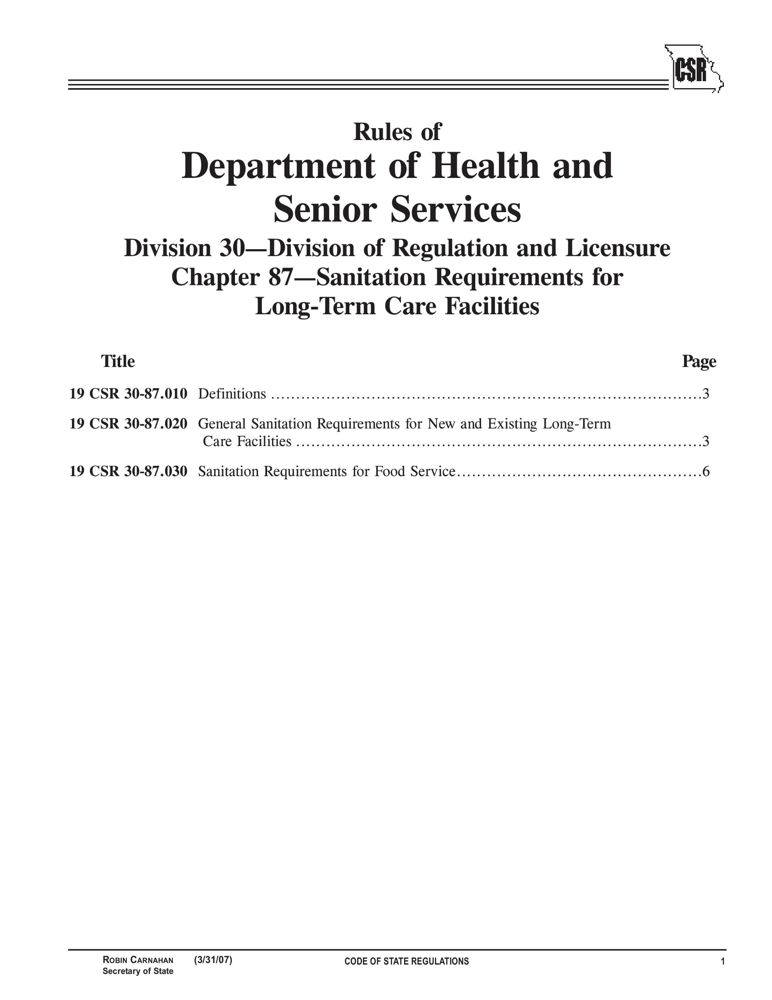 CSR
Rules of
Department of Health and
Senior Services
Division 30—Division of Regulation and Licensure
Chapter 87—Sanitation Requirements for
Long-Term Care Facilities
Title Page
19 CSR 30-87.010 Definitions ....................................................................................3
19 CSR 30-87.020 General Sanitation Requirements for New and Existing Long-Term
Care Facilities ...............................................................................3
19 CSR 30-87.030 Sanitation Requirements for Food Service................................................6
ROBIN CARNAHAN (3/31/07) CODE OF STATE REGULATIONS 1
Secretary of State